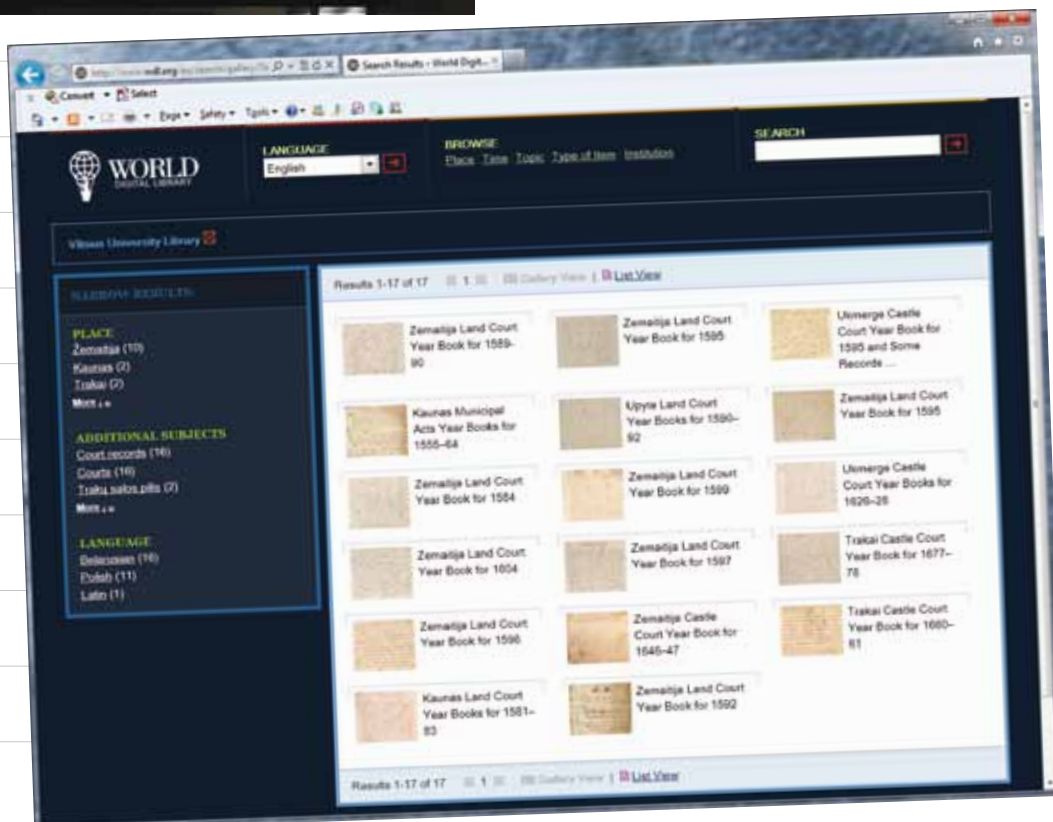 Search Results - World Digit...
Convert Select
Page Safety Tools
WORLD
DIGITAL LIBRARY
LANGUAGE
English
BROWSE
Place Time Topic Type of Item Institution
SEARCH
Vilnius University Library
NARROW RESULTS:
PLACE
Žemaitija (10)
Kaunas (2)
Trakai (2)
More
ADDITIONAL SUBJECTS
Court records (16)
Courts (16)
Trakų salos pilis (2)
More
LANGUAGE
Belarusian (16)
Polish (11)
Latin (1)
Results 1-17 of 17 1 Gallery View | List View
Zemaitija Land Court
Year Book for 1589-
90
Zemaitija Land Court
Year Book for 1595
Ukmerge Castle
Court Year Book for
1595 and Some
Records ...
Kaunas Municipal
Acts Year Books for
1555–64
Upyte Land Court
Year Books for 1590–
92
Zemaitija Land Court
Year Book for 1595
Zemaitija Land Court
Year Book for 1584
Zemaitija Land Court
Year Book for 1599
Ukmerge Castle
Court Year Books for
1626–28
Zemaitija Land Court
Year Book for 1604
Zemaitija Land Court
Year Book for 1597
Trakai Castle Court
Year Book for 1677–
78
Zemaitija Land Court
Year Book for 1596
Zemaitija Castle
Court Year Book for
1646–47
Trakai Castle Court
Year Book for 1660–
61
Kaunas Land Court
Year Books for 1581–
83
Zemaitija Land Court
Year Book for 1592
Results 1-17 of 17 1 Gallery View | List View